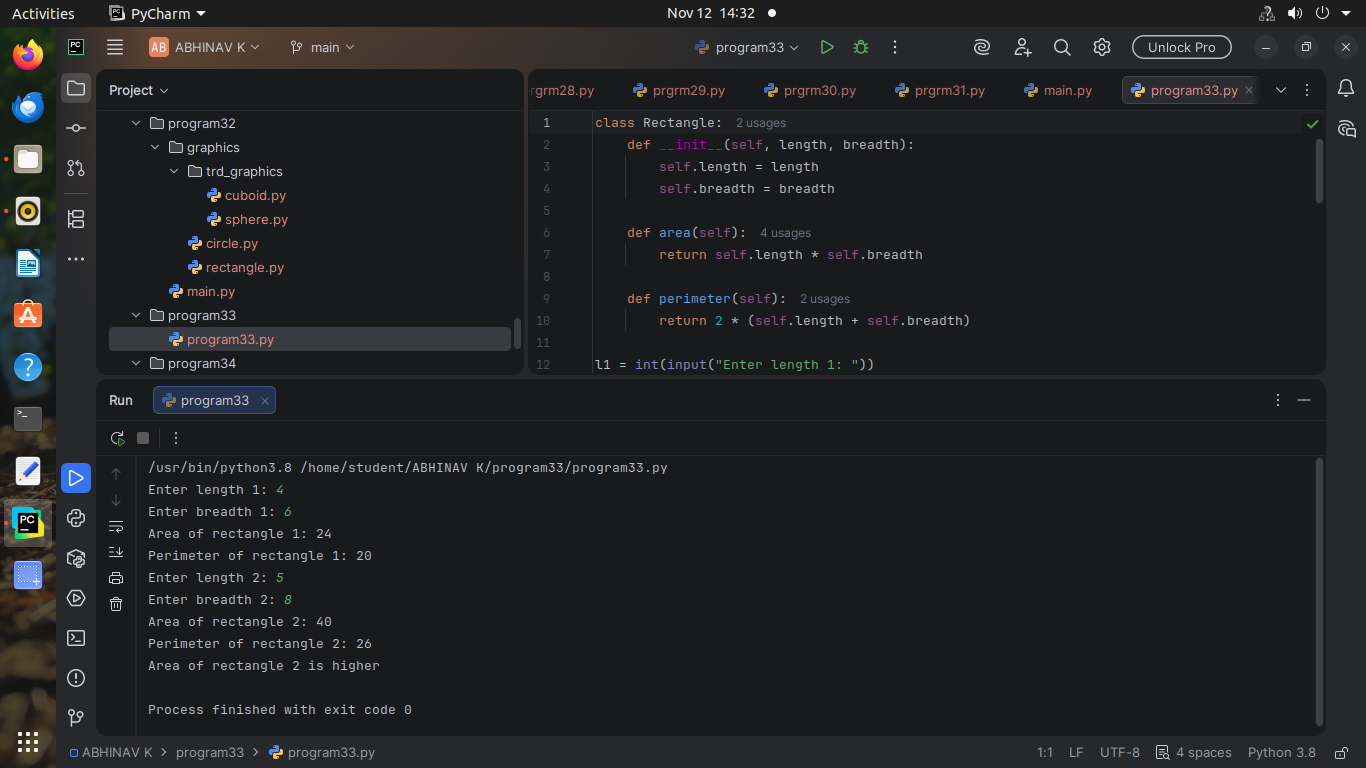 Activities PyCharm Nov 12 14:32
PC AB ABHINAV K main program33 Unlock Pro
Project
program32
graphics
trd_graphics
cuboid.py
sphere.py
circle.py
rectangle.py
main.py
program33
program33.py
program34
rgrm28.py prgrm29.py prgrm30.py prgrm31.py main.py program33.py
1 class Rectangle: 2 usages
2 def __init__(self, length, breadth):
3 self.length = length
4 self.breadth = breadth
5
6 def area(self): 4 usages
7 return self.length * self.breadth
8
9 def perimeter(self): 2 usages
10 return 2 * (self.length + self.breadth)
11
12 l1 = int(input("Enter length 1: "))
Run program33
/usr/bin/python3.8 /home/student/ABHINAV K/program33/program33.py
Enter length 1: 4
Enter breadth 1: 6
Area of rectangle 1: 24
Perimeter of rectangle 1: 20
Enter length 2: 5
Enter breadth 2: 8
Area of rectangle 2: 40
Perimeter of rectangle 2: 26
Area of rectangle 2 is higher
Process finished with exit code 0
PC
ABHINAV K > program33 > program33.py 1:1 LF UTF-8 4 spaces Python 3.8